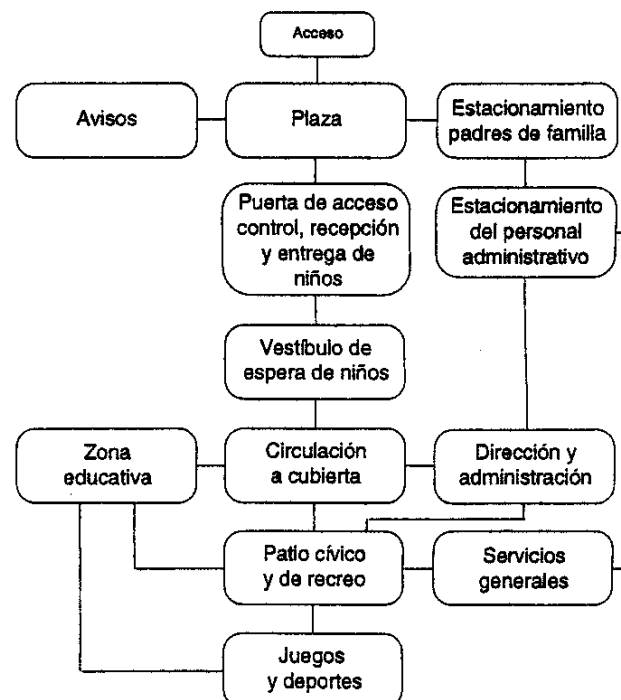 Acceso
Avisos
Plaza
Estacionamiento
padres de familia
Puerta de acceso
control, recepción
y entrega de
niños
Estacionamiento
del personal
administrativo
Vestíbulo de
espera de niños
Zona
educativa
Circulación
a cubierta
Dirección y
administración
Patio cívico
y de recreo
Servicios
generales
Juegos
y deportes